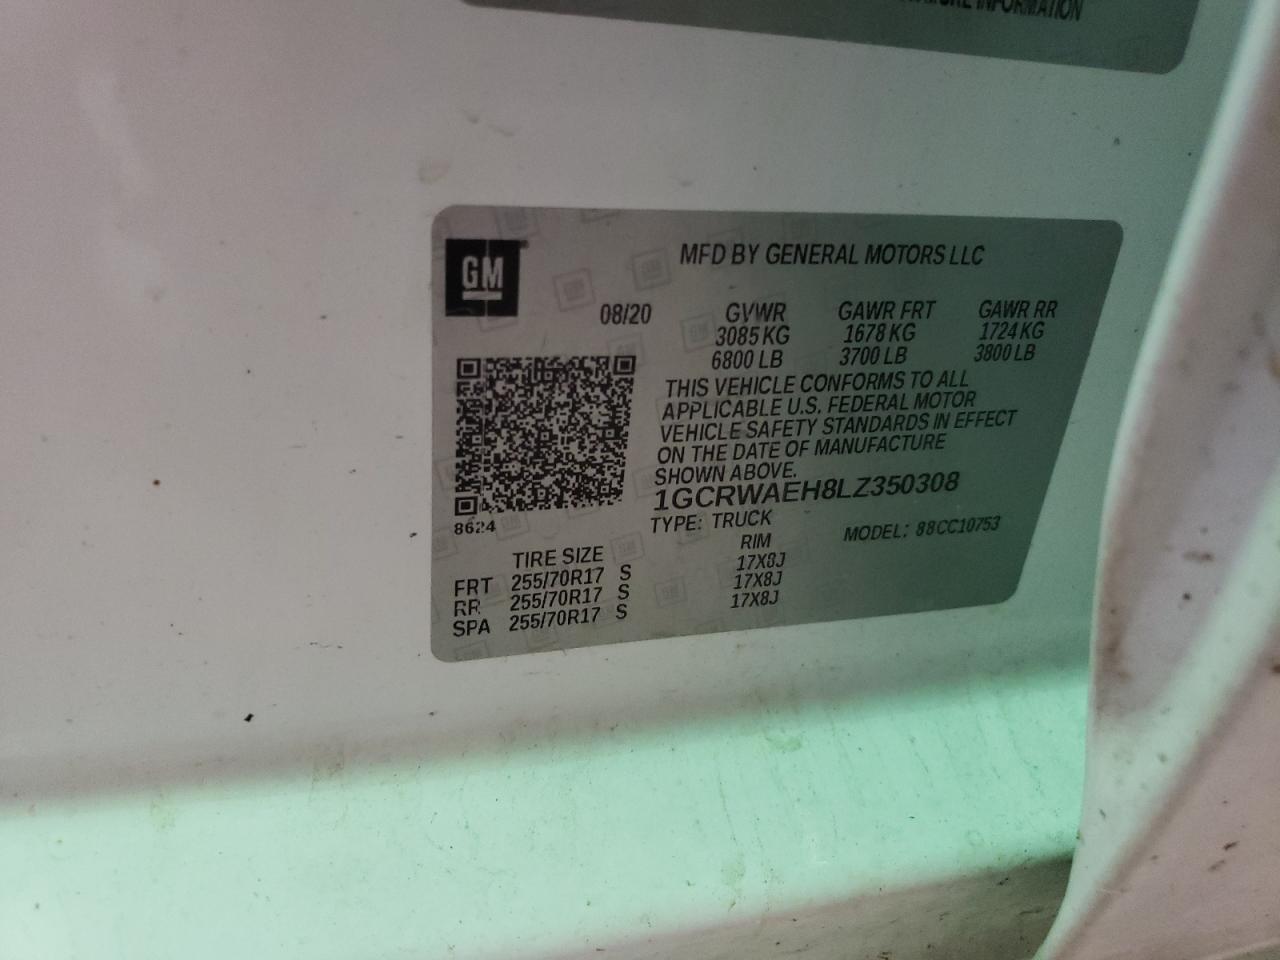 INFORMATION
GM
MFD BY GENERAL MOTORS LLC
08/20
GVWR GAWR FRT GAWR RR
3085 KG 1678 KG 1724 KG
6800 LB 3700 LB 3800 LB
THIS VEHICLE CONFORMS TO ALL
APPLICABLE U.S. FEDERAL MOTOR
VEHICLE SAFETY STANDARDS IN EFFECT
ON THE DATE OF MANUFACTURE
SHOWN ABOVE.
1GCRWAEH8LZ350308
8624
TYPE: TRUCK MODEL: 88CC10753
TIRE SIZE RIM
FRT 255/70R17 S 17X8J
RR 255/70R17 S 17X8J
SPA 255/70R17 S 17X8J